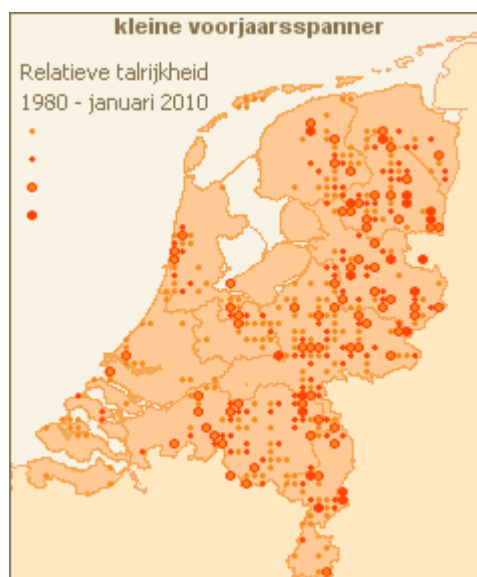 kleine voorjaarsspanner
Relatieve talrijkheid
1980 - januari 2010